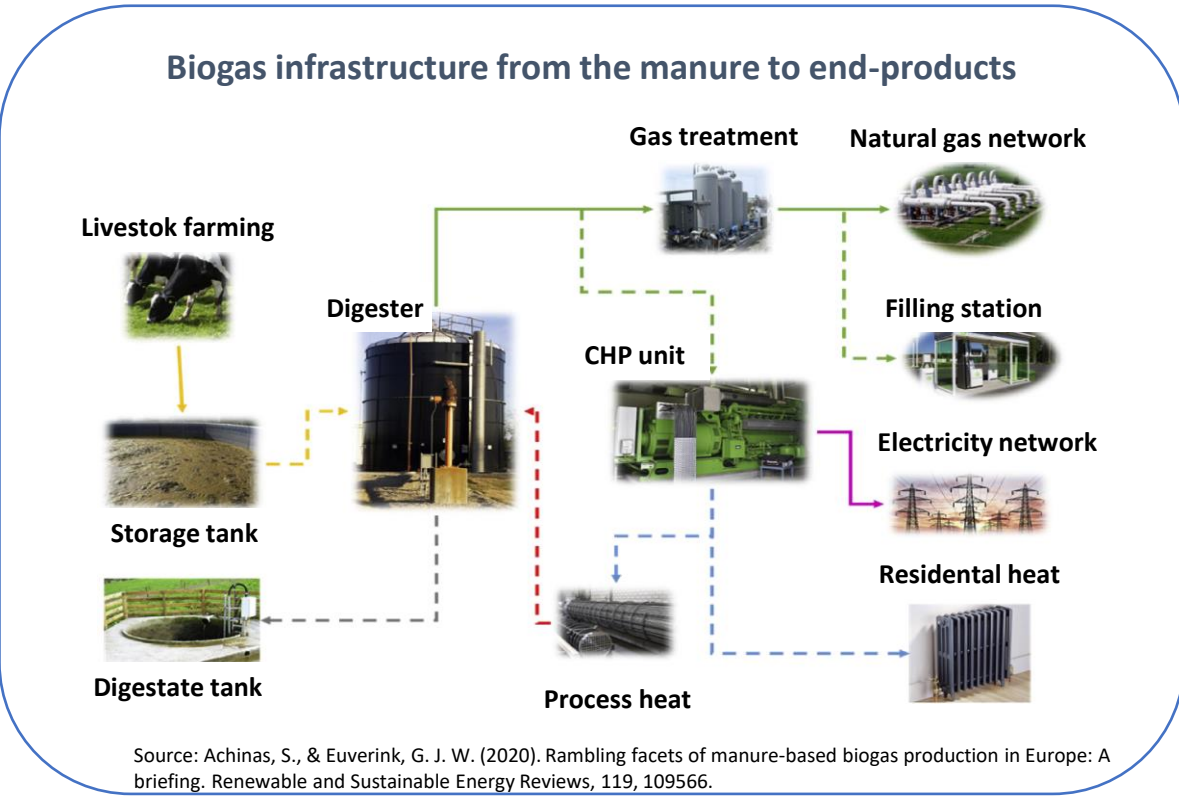 Biogas infrastructure from the manure to end-products
Gas treatment
Natural gas network
Livestok farming
Digester
Filling station
CHP unit
Electricity network
Storage tank
Residental heat
Digestate tank
Process heat
Source: Achinas, S., & Euverink, G. J. W. (2020). Rambling facets of manure-based biogas production in Europe: A
briefing. Renewable and Sustainable Energy Reviews, 119, 109566.